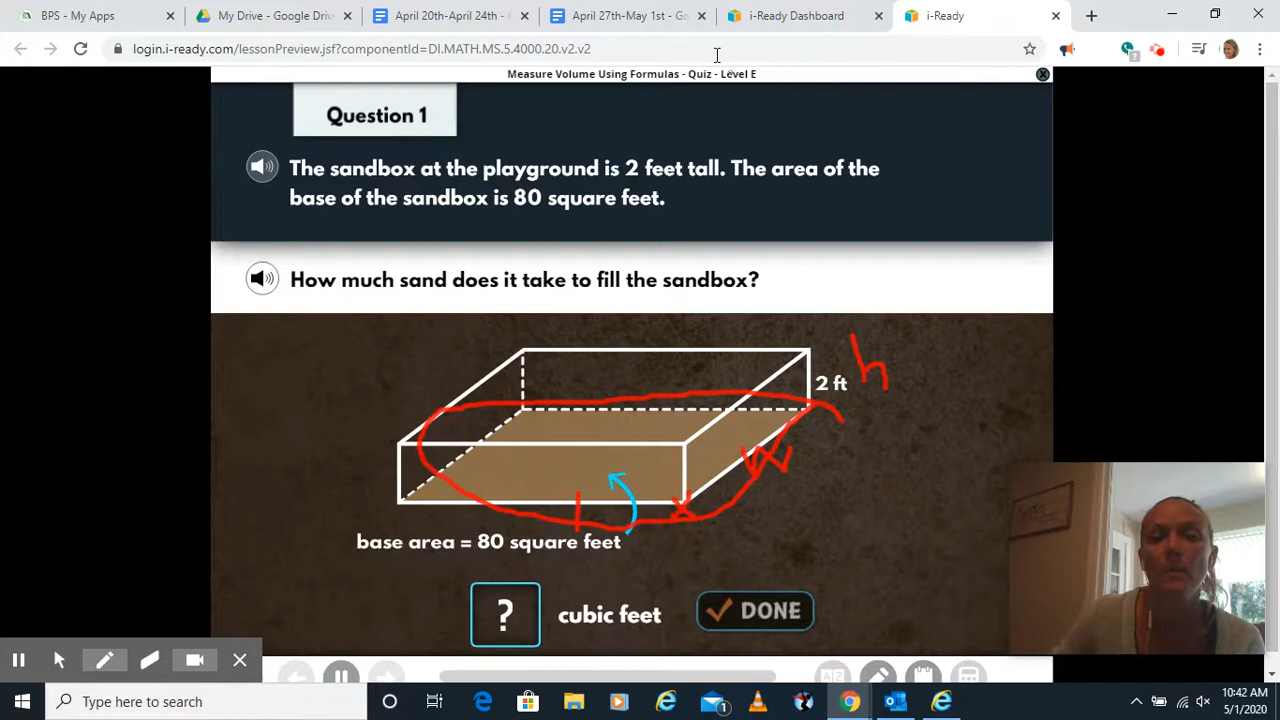 BPS - My Apps
My Drive - Google Driv
April 20th-April 24th - G
April 27th-May 1st - Go
i-Ready Dashboard
i-Ready
login.i-ready.com/lessonPreview.jsf?componentId=DI.MATH.MS.5.4000.20.v2.v2
Measure Volume Using Formulas - Quiz - Level E
Question 1
The sandbox at the playground is 2 feet tall. The area of the
base of the sandbox is 80 square feet.
How much sand does it take to fill the sandbox?
2 ft h
w
l x
base area = 80 square feet
? cubic feet DONE
Type here to search
1
10:42 AM
5/1/2020